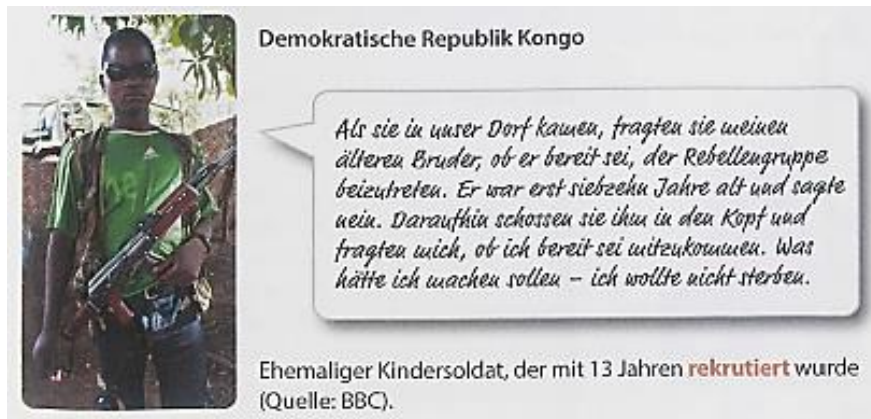 Demokratische Republik Kongo
Als sie in unser Dorf kamen, fragten sie meinen
älteren Bruder, ob er bereit sei, der Rebellengruppe
beizutreten. Er war erst siebzehn Jahre alt und sagte
nein. Daraufhin schossen sie ihm in den Kopf und
fragten mich, ob ich bereit sei mitzukommen. Was
hätte ich machen sollen – ich wollte nicht sterben.
Ehemaliger Kindersoldat, der mit 13 Jahren rekrutiert wurde
(Quelle: BBC).